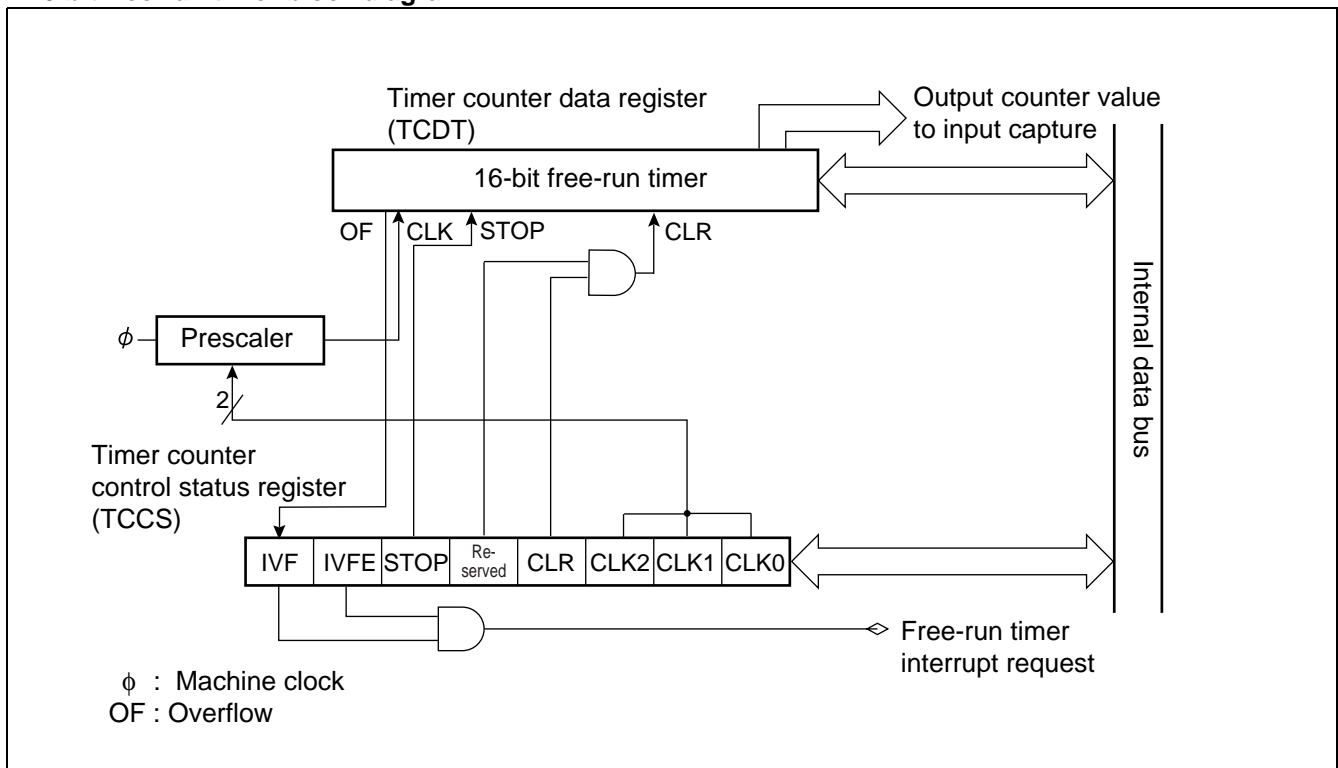 Timer counter data register
(TCDT)
Output counter value
to input capture
16-bit free-run timer
OF
CLK
STOP
CLR
Internal data bus
ϕ
Prescaler
2
Timer counter
control status register
(TCCS)
IVF
IVFE
STOP
Re-
served
CLR
CLK2
CLK1
CLK0
Free-run timer
interrupt request
ϕ : Machine clock
OF : Overflow